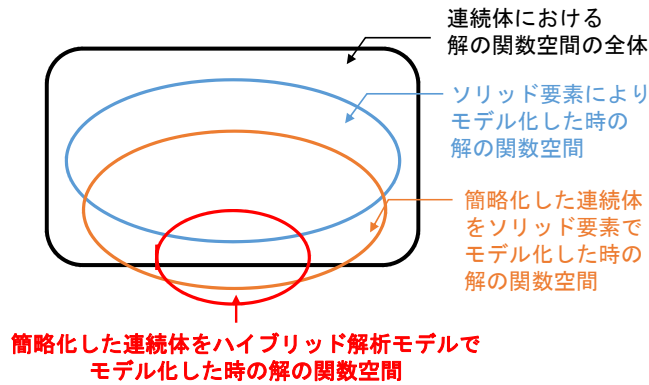 連続体における
解の関数空間の全体
ソリッド要素により
モデル化した時の
解の関数空間
簡略化した連続体
をソリッド要素で
モデル化した時の
解の関数空間
簡略化した連続体をハイブリッド解析モデルで
モデル化した時の解の関数空間